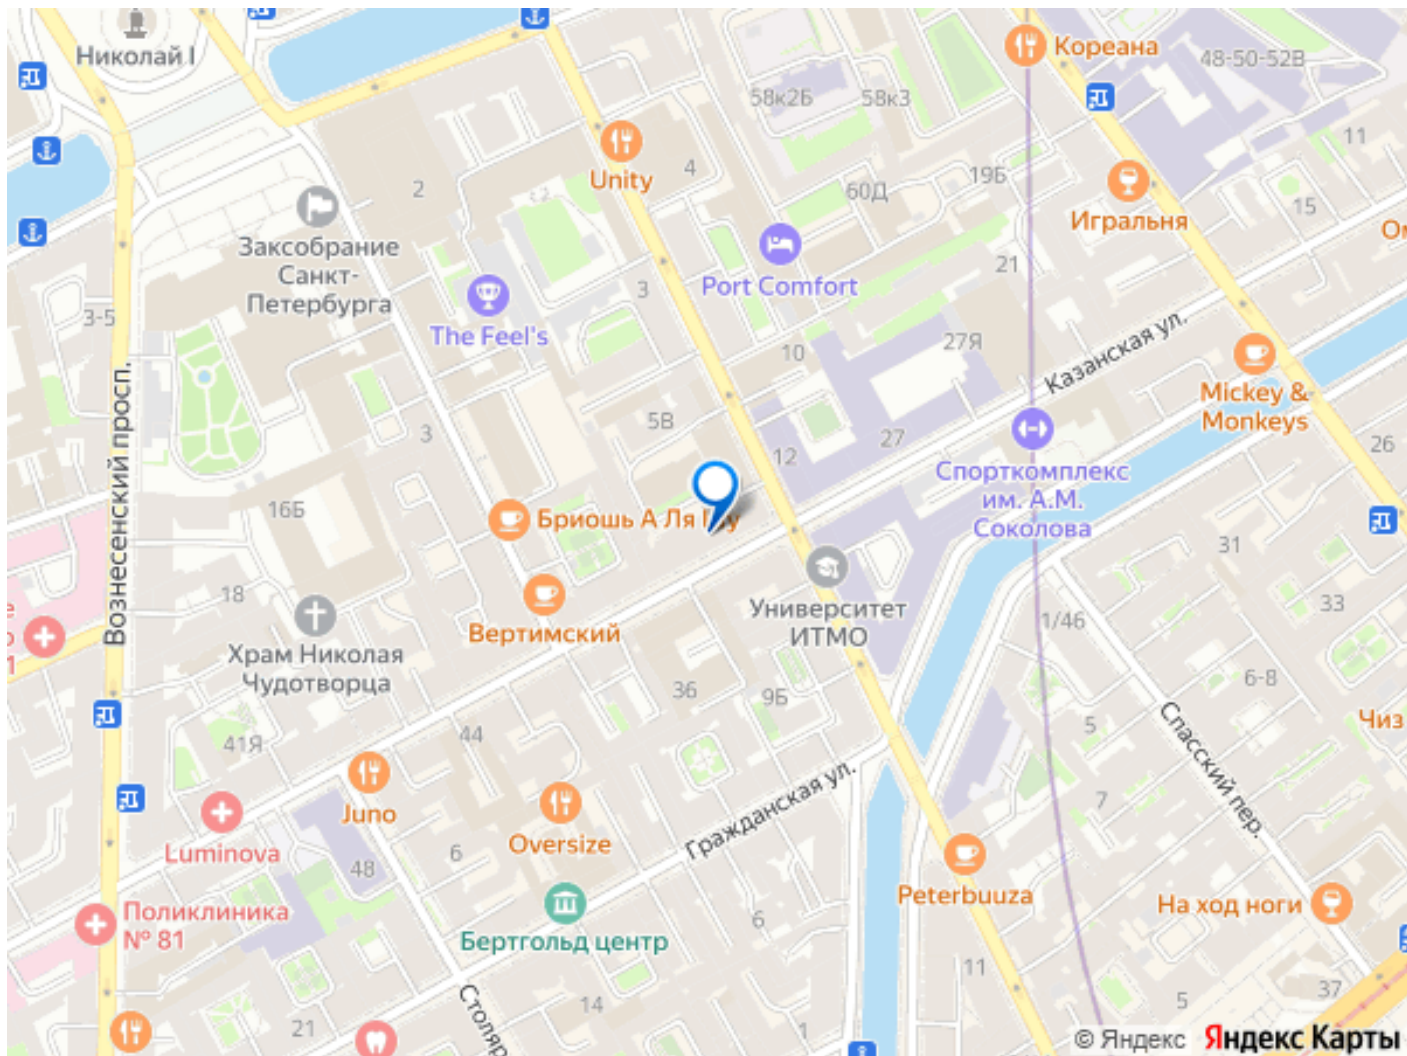 Николай I
Кореана
48-50-52В
58к2Б
58к3
11
4
Unity
2
19Б
60Д
15
Игральня
Заксобрание
Санкт-
Петербурга
Port Comfort
21
3
3-5
The Feel's
10
27Я
Казанская ул.
Mickey &
Monkeys
Вознесенский просп.
3
5В
12
27
26
Спорткомплекс
им. А.М.
Соколова
16Б
Бриошь А Ля
31
18
Вертимский
Университет
ИТМО
33
1/46
Храм Николая
Чудотворца
36
9Б
6-8
5
Спасский пер.
Чиз
41Я
44
Juno
Гражданская ул.
7
Luminova
6
48
Oversize
Peterbuuza
На ход ноги
Поликлиника
№ 81
6
Бертгольд центр
11
14
Столяр
21
1
5
37
© Яндекс Яндекс Карты